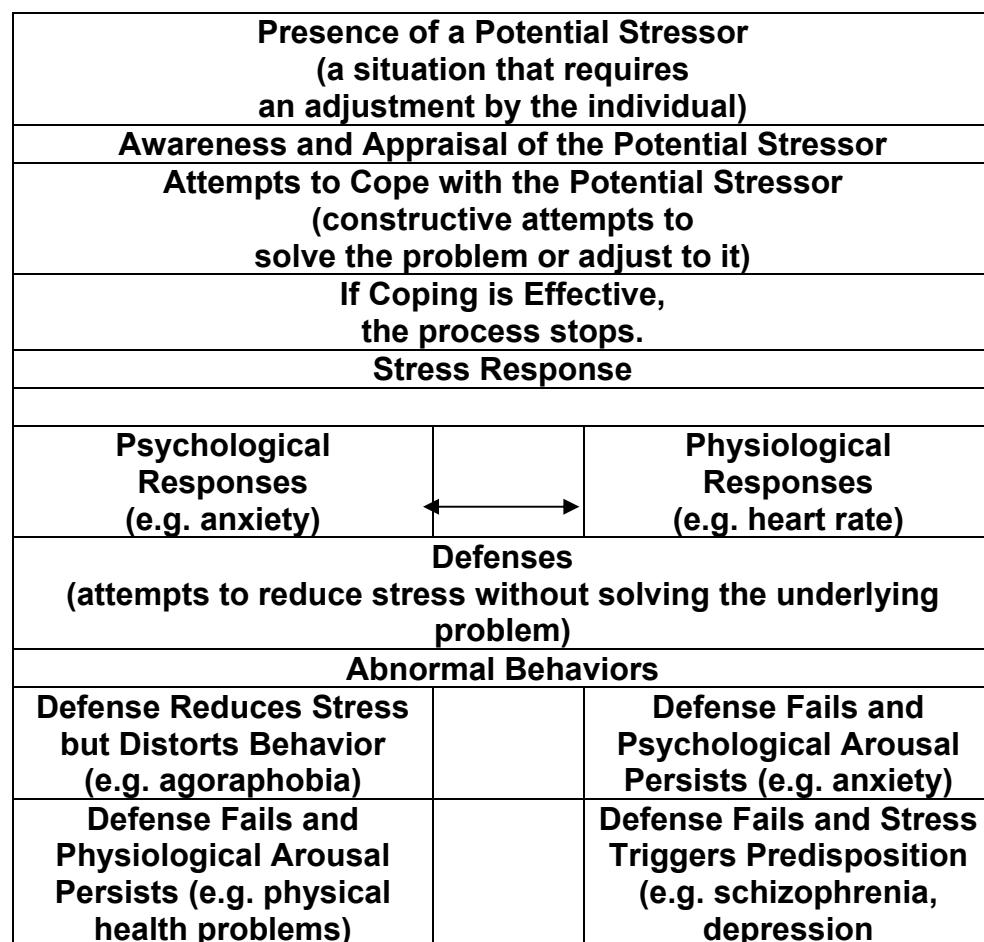 Presence of a Potential Stressor
(a situation that requires
an adjustment by the individual)
Awareness and Appraisal of the Potential Stressor
Attempts to Cope with the Potential Stressor
(constructive attempts to
solve the problem or adjust to it)
If Coping is Effective,
the process stops.
Stress Response
Psychological
Responses
(e.g. anxiety)
Physiological
Responses
(e.g. heart rate)
Defenses
(attempts to reduce stress without solving the underlying
problem)
Abnormal Behaviors
Defense Reduces Stress
but Distorts Behavior
(e.g. agoraphobia)
Defense Fails and
Psychological Arousal
Persists (e.g. anxiety)
Defense Fails and
Physiological Arousal
Persists (e.g. physical
health problems)
Defense Fails and Stress
Triggers Predisposition
(e.g. schizophrenia,
depression